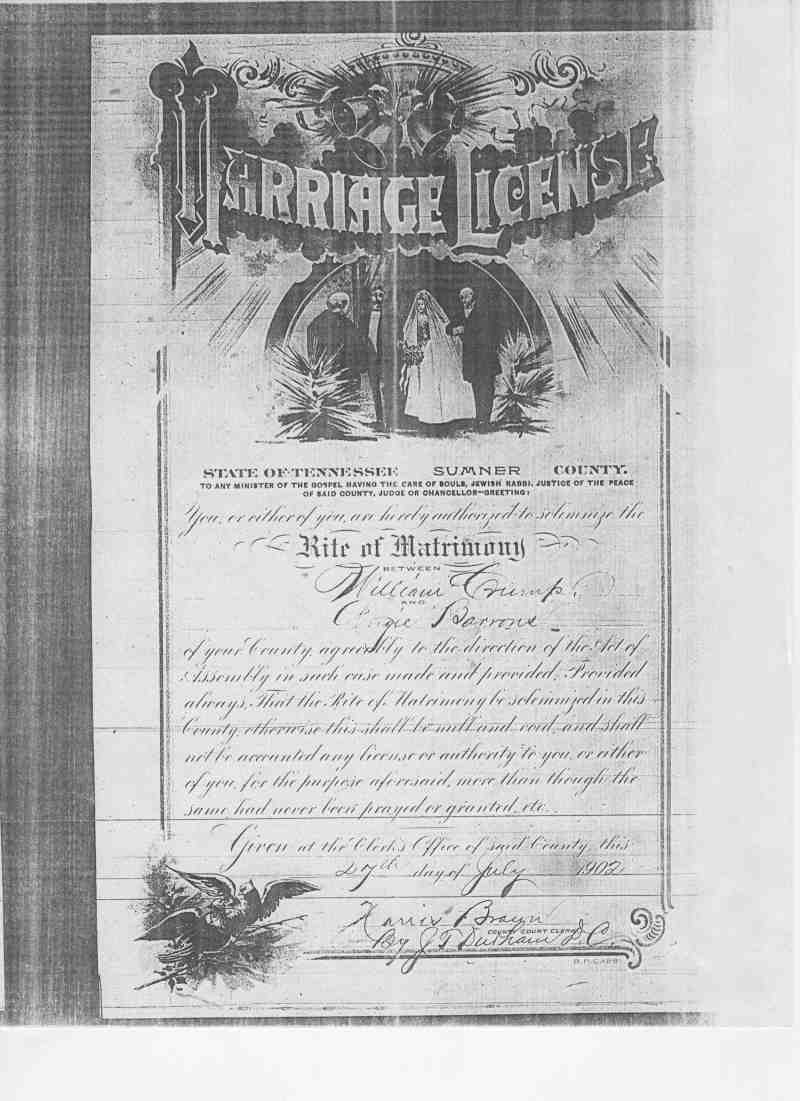 MARRIAGE LICENSE
STATE OF TENNESSEE SUMNER COUNTY.
TO ANY MINISTER OF THE GOSPEL HAVING THE CARE OF SOULS, JEWISH RABBI, JUSTICE OF THE PEACE
OF SAID COUNTY, JUDGE OR CHANCELLOR—GREETING:
You, or either of you, are hereby authorized to solemnize the
Rite of Matrimony
BETWEEN
William Crump
AND
Barrons
of your County, agreeably to the direction of the Act of
Assembly in such case made and provided. Provided
always, That the Rite of Matrimony be solemnized in this
County, otherwise this shall be null and void, and shall
not be accounted any license or authority to you, or either
of you, for the purpose aforesaid, more than though the
same had never been prayed or granted, etc.
Given at the Clerk's Office of said County, this
27th day of July 1902
Brown
COUNTY COURT CLERK
By J T Durham D. C.